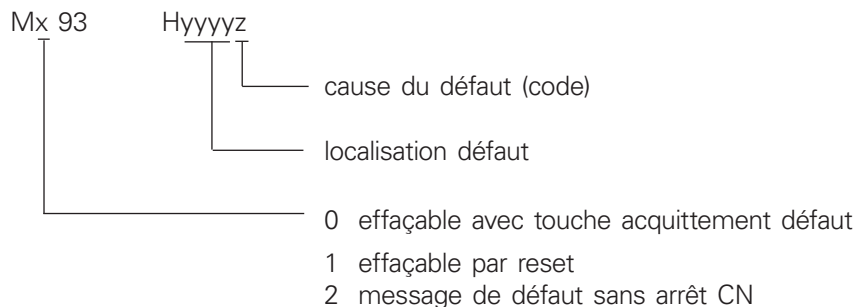 Mx 93 Hyyyyz
cause du défaut (code)
localisation défaut
0 effaçable avec touche acquittement défaut
1 effaçable par reset
2 message de défaut sans arrêt CN